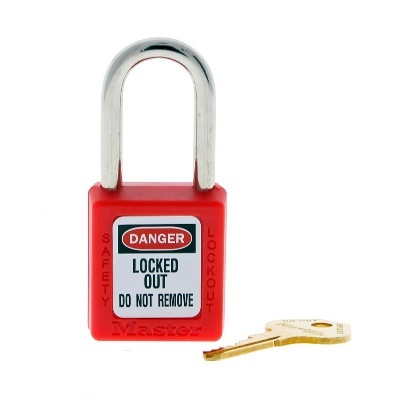 DANGER
SAFETY
LOCKED
OUT
DO NOT REMOVE
LOCKOUT
Master